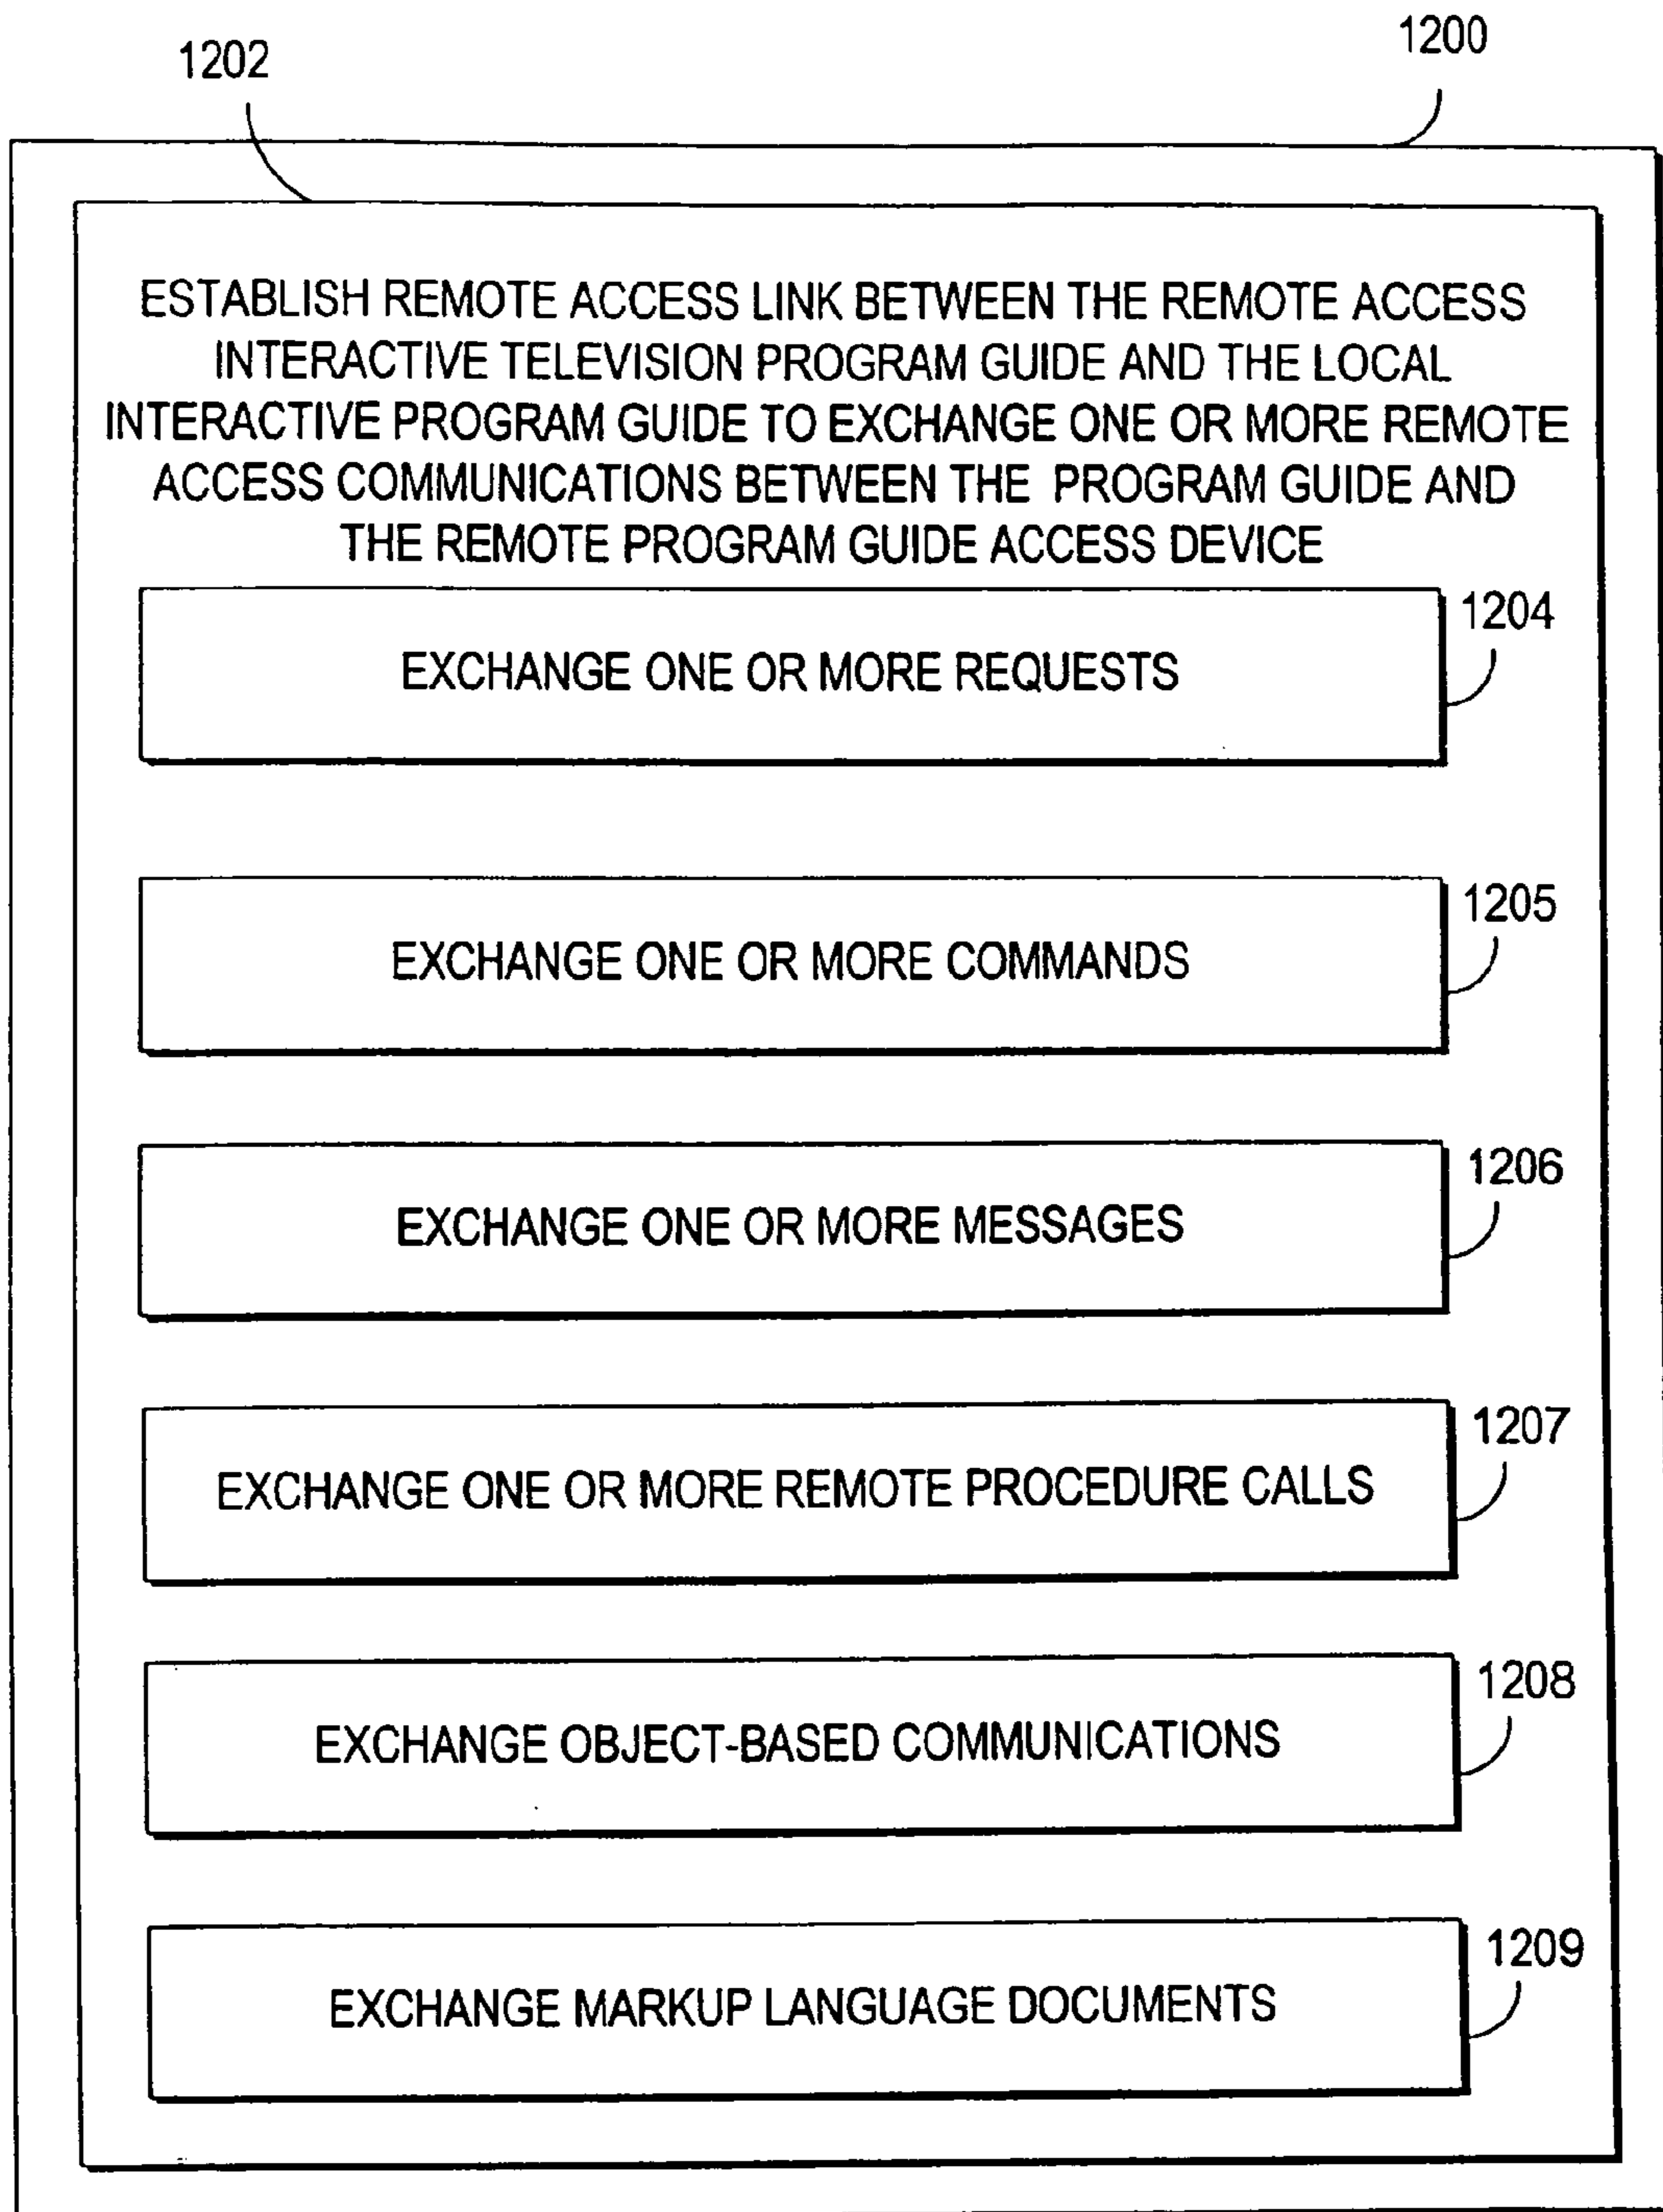 1202
1200
ESTABLISH REMOTE ACCESS LINK BETWEEN THE REMOTE ACCESS
INTERACTIVE TELEVISION PROGRAM GUIDE AND THE LOCAL
INTERACTIVE PROGRAM GUIDE TO EXCHANGE ONE OR MORE REMOTE
ACCESS COMMUNICATIONS BETWEEN THE PROGRAM GUIDE AND
THE REMOTE PROGRAM GUIDE ACCESS DEVICE
1204
EXCHANGE ONE OR MORE REQUESTS
1205
EXCHANGE ONE OR MORE COMMANDS
1206
EXCHANGE ONE OR MORE MESSAGES
1207
EXCHANGE ONE OR MORE REMOTE PROCEDURE CALLS
1208
EXCHANGE OBJECT-BASED COMMUNICATIONS
1209
EXCHANGE MARKUP LANGUAGE DOCUMENTS